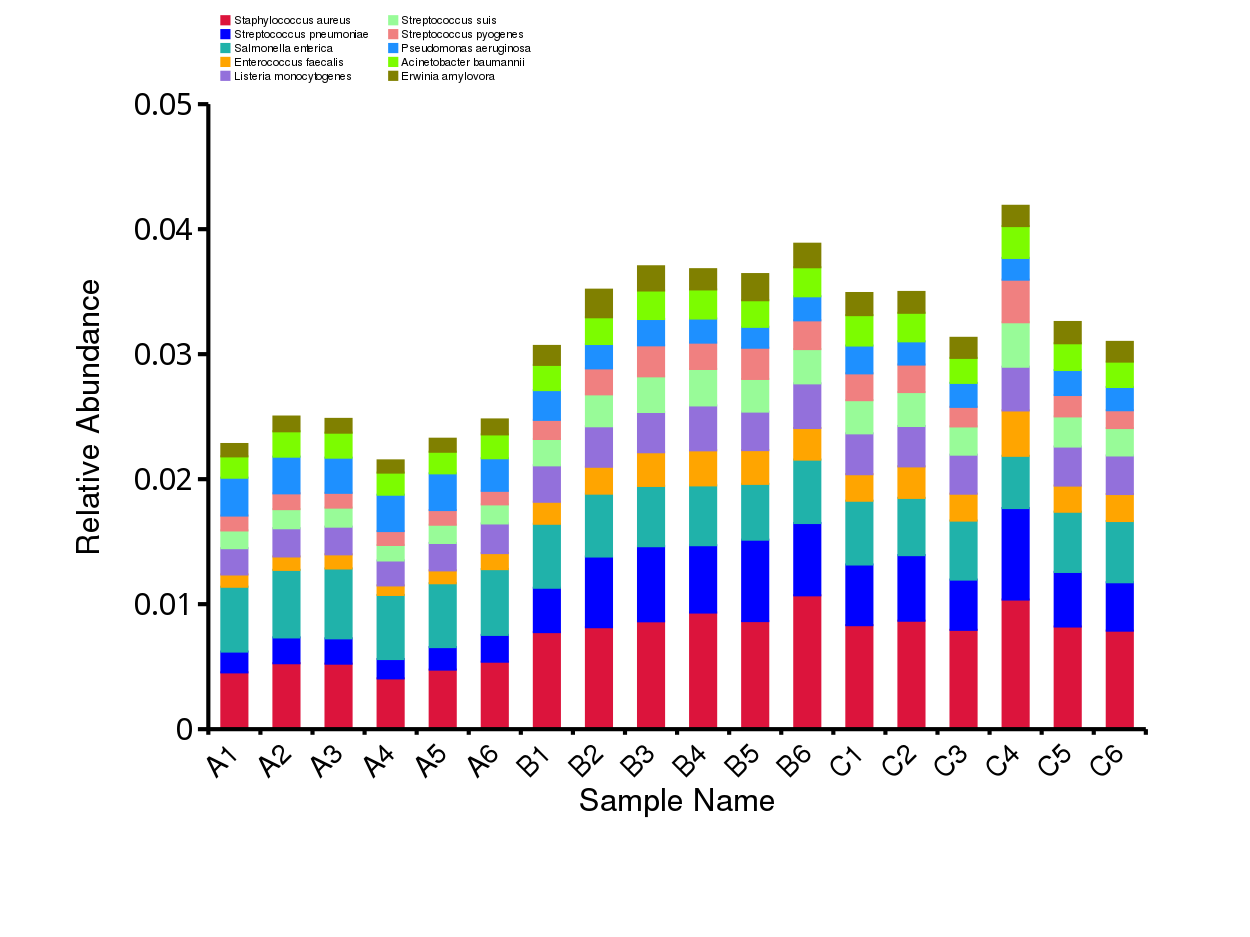 Staphylococcus aureus
Streptococcus pneumoniae
Salmonella enterica
Enterococcus faecalis
Listeria monocytogenes
Streptococcus suis
Streptococcus pyogenes
Pseudomonas aeruginosa
Acinetobacter baumannii
Erwinia amylovora
0.05
0.04
0.03
0.02
0.01
0
Relative Abundance
A1 A2 A3 A4 A5 A6 B1 B2 B3 B4 B5 B6 C1 C2 C3 C4 C5 C6
Sample Name